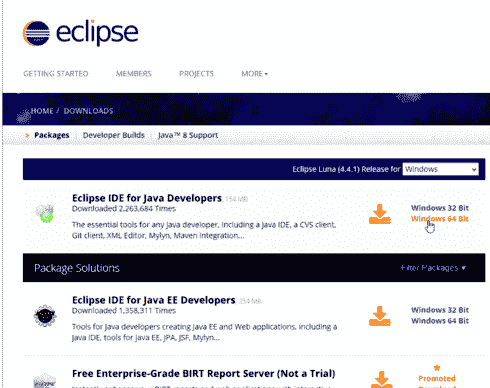 eclipse
GETTING STARTED MEMBERS PROJECTS MORE
HOME / DOWNLOADS
Packages Developer Builds Java™ 8 Support
Eclipse Luna (4.4.1) Release for Windows
Eclipse IDE for Java Developers 154 MB
Downloaded 2,263,684 Times
The essential tools for any Java developer, including a Java IDE, a CVS client,
Git client, XML Editor, Mylyn, Maven integration...
Windows 32 Bit
Windows 64 Bit
Package Solutions Filter Packages
Eclipse IDE for Java EE Developers 254 MB
Downloaded 1,358,311 Times
Tools for Java developers creating Java EE and Web applications, including a
Java IDE, tools for Java EE, JPA, JSF, Mylyn...
Windows 32 Bit
Windows 64 Bit
Free Enterprise-Grade BIRT Report Server (Not a Trial)
Promoted